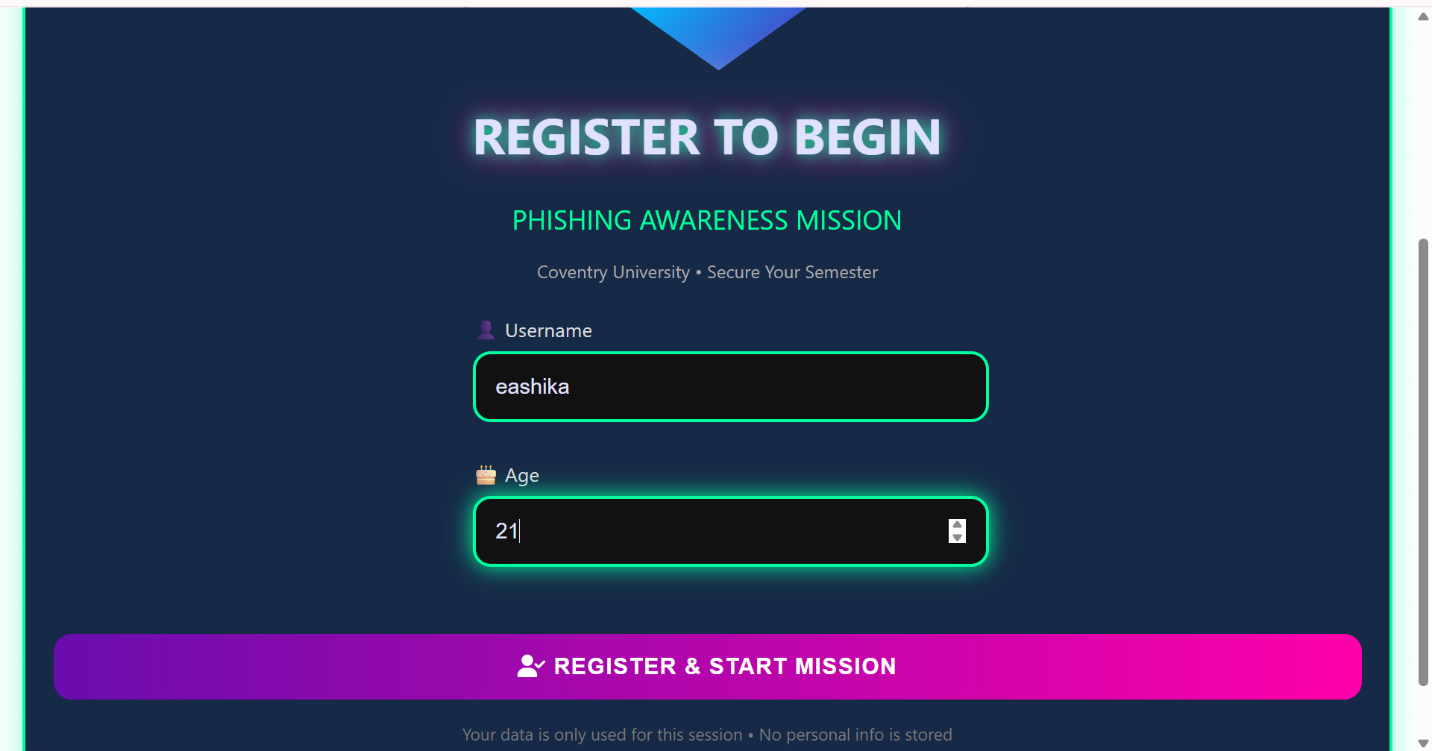 REGISTER TO BEGIN
PHISHING AWARENESS MISSION
Coventry University • Secure Your Semester
👤 Username
eashika
🎂 Age
21
REGISTER & START MISSION
Your data is only used for this session • No personal info is stored